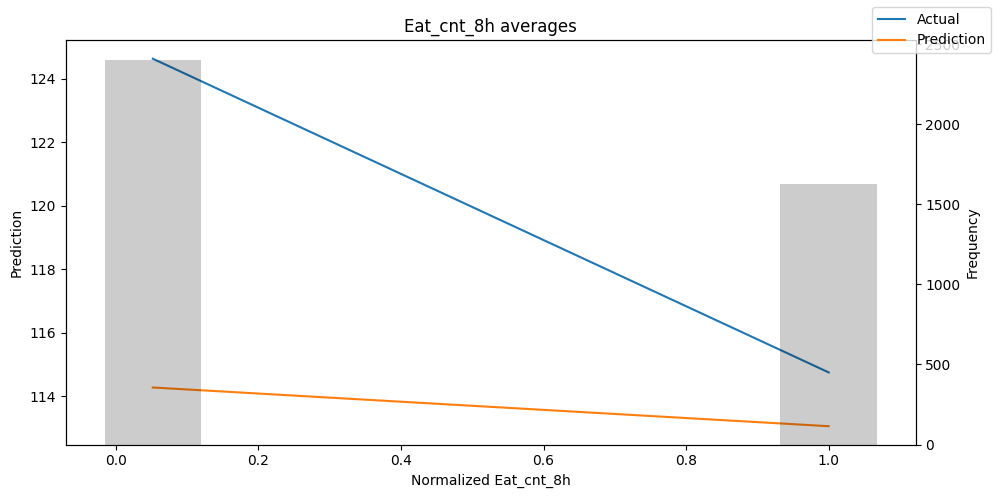 Eat_cnt_8h averages
Actual
Prediction
Prediction
124
122
120
118
116
114
2500
2000
1500
1000
500
0
Frequency
0.0 0.2 0.4 0.6 0.8 1.0
Normalized Eat_cnt_8h